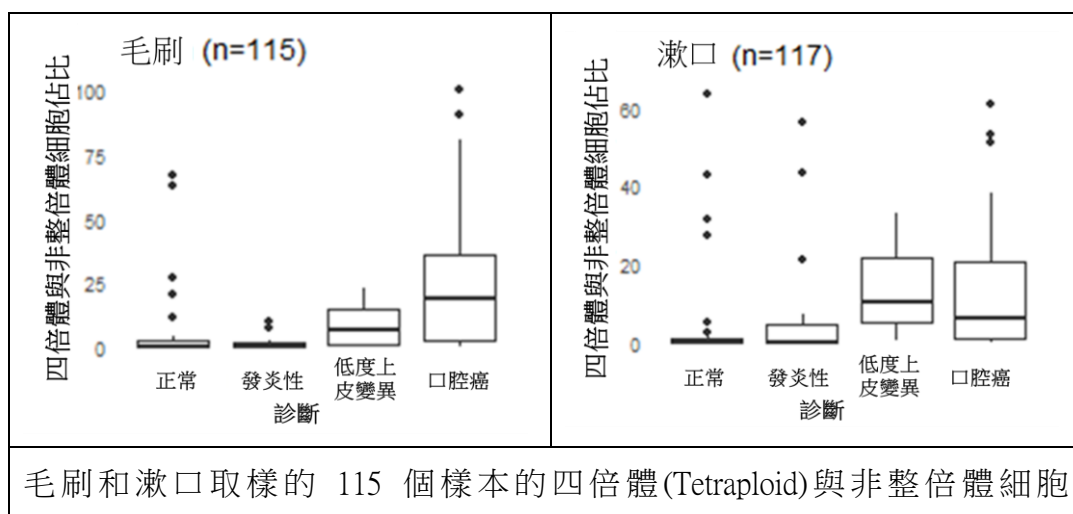 毛刷 (n=115)
四倍體與非整倍體細胞佔比
100
75
50
25
0
正常
發炎性
低度上
皮變異
口腔癌
診斷
漱口 (n=117)
四倍體與非整倍體細胞佔比
60
40
20
0
正常
發炎性
低度上
皮變異
口腔癌
診斷
毛刷和漱口取樣的 115 個樣本的四倍體(Tetraploid)與非整倍體細胞